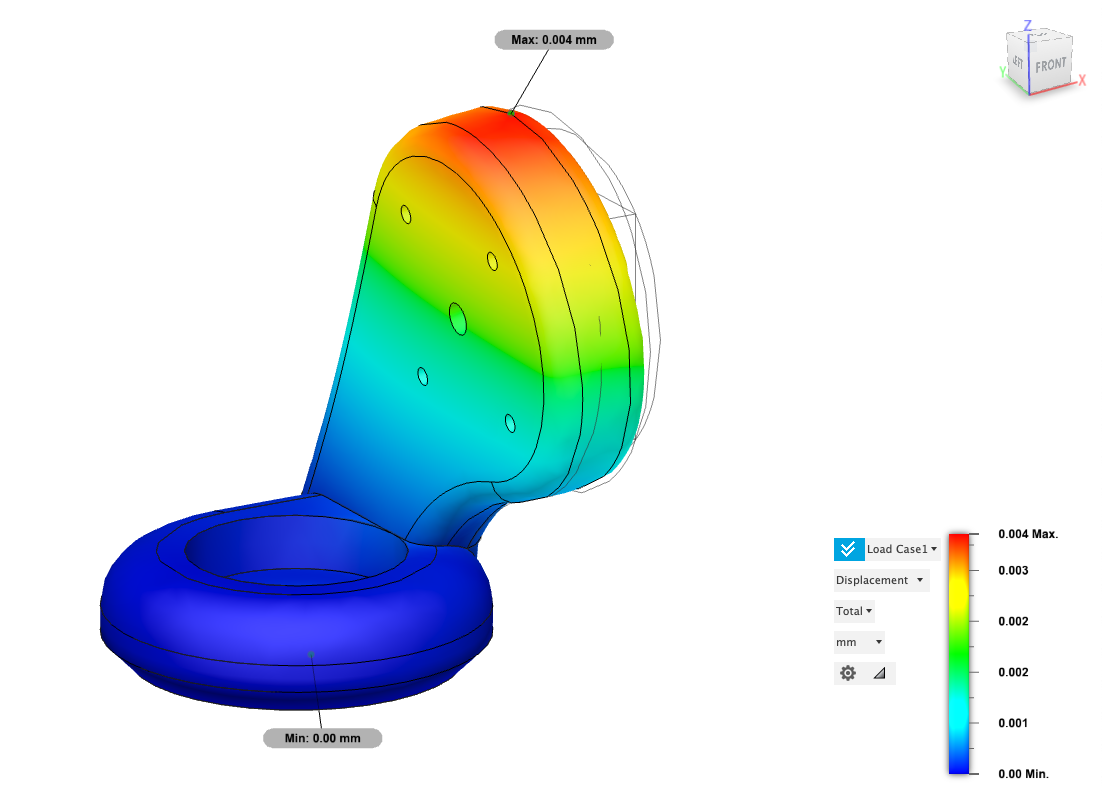 Max: 0.004 mm
Z
LEFT
FRONT
Y
X
Load Case1
0.004 Max.
0.003
Displacement
Total
0.002
mm
0.002
0.001
Min: 0.00 mm
0.00 Min.